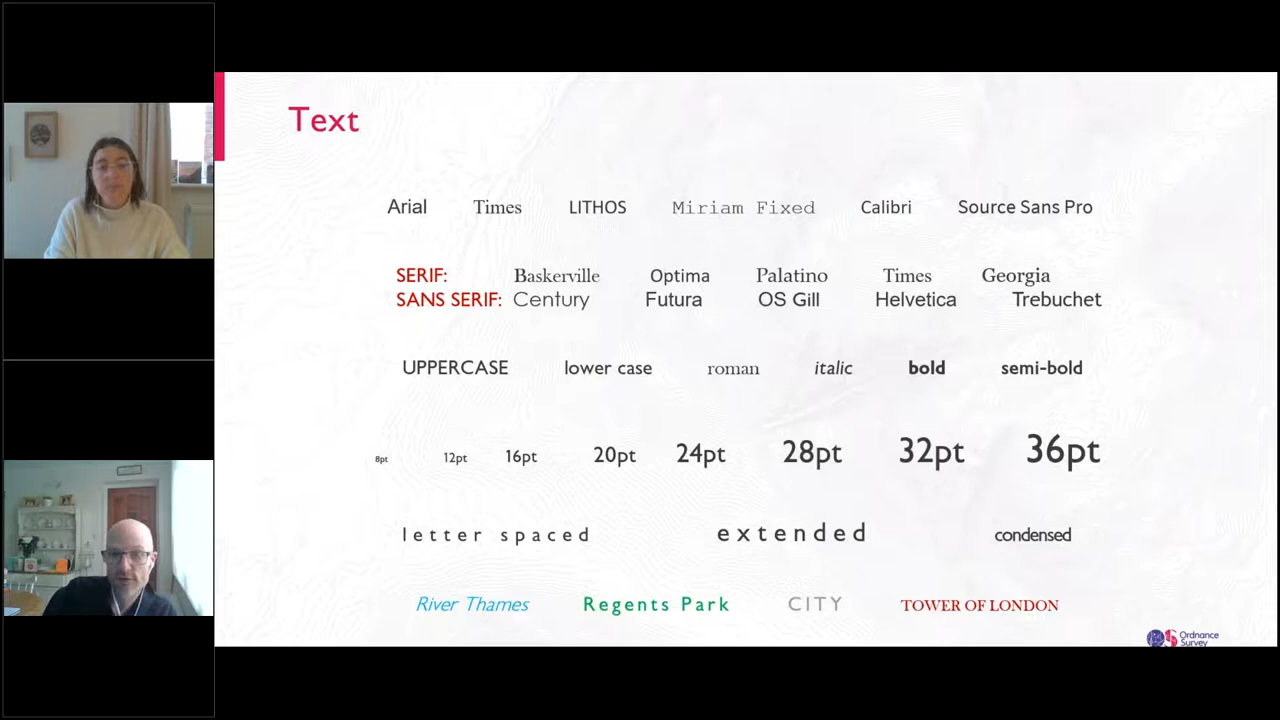 Text
Arial Times LITHOS Miriam Fixed Calibri Source Sans Pro
SERIF: Baskerville Optima Palatino Times Georgia
SANS SERIF: Century Futura OS Gill Helvetica Trebuchet
UPPERCASE lower case roman italic bold semi-bold
8pt 12pt 16pt 20pt 24pt 28pt 32pt 36pt
letter spaced extended condensed
River Thames Regents Park CITY TOWER OF LONDON
Ordnance
Survey